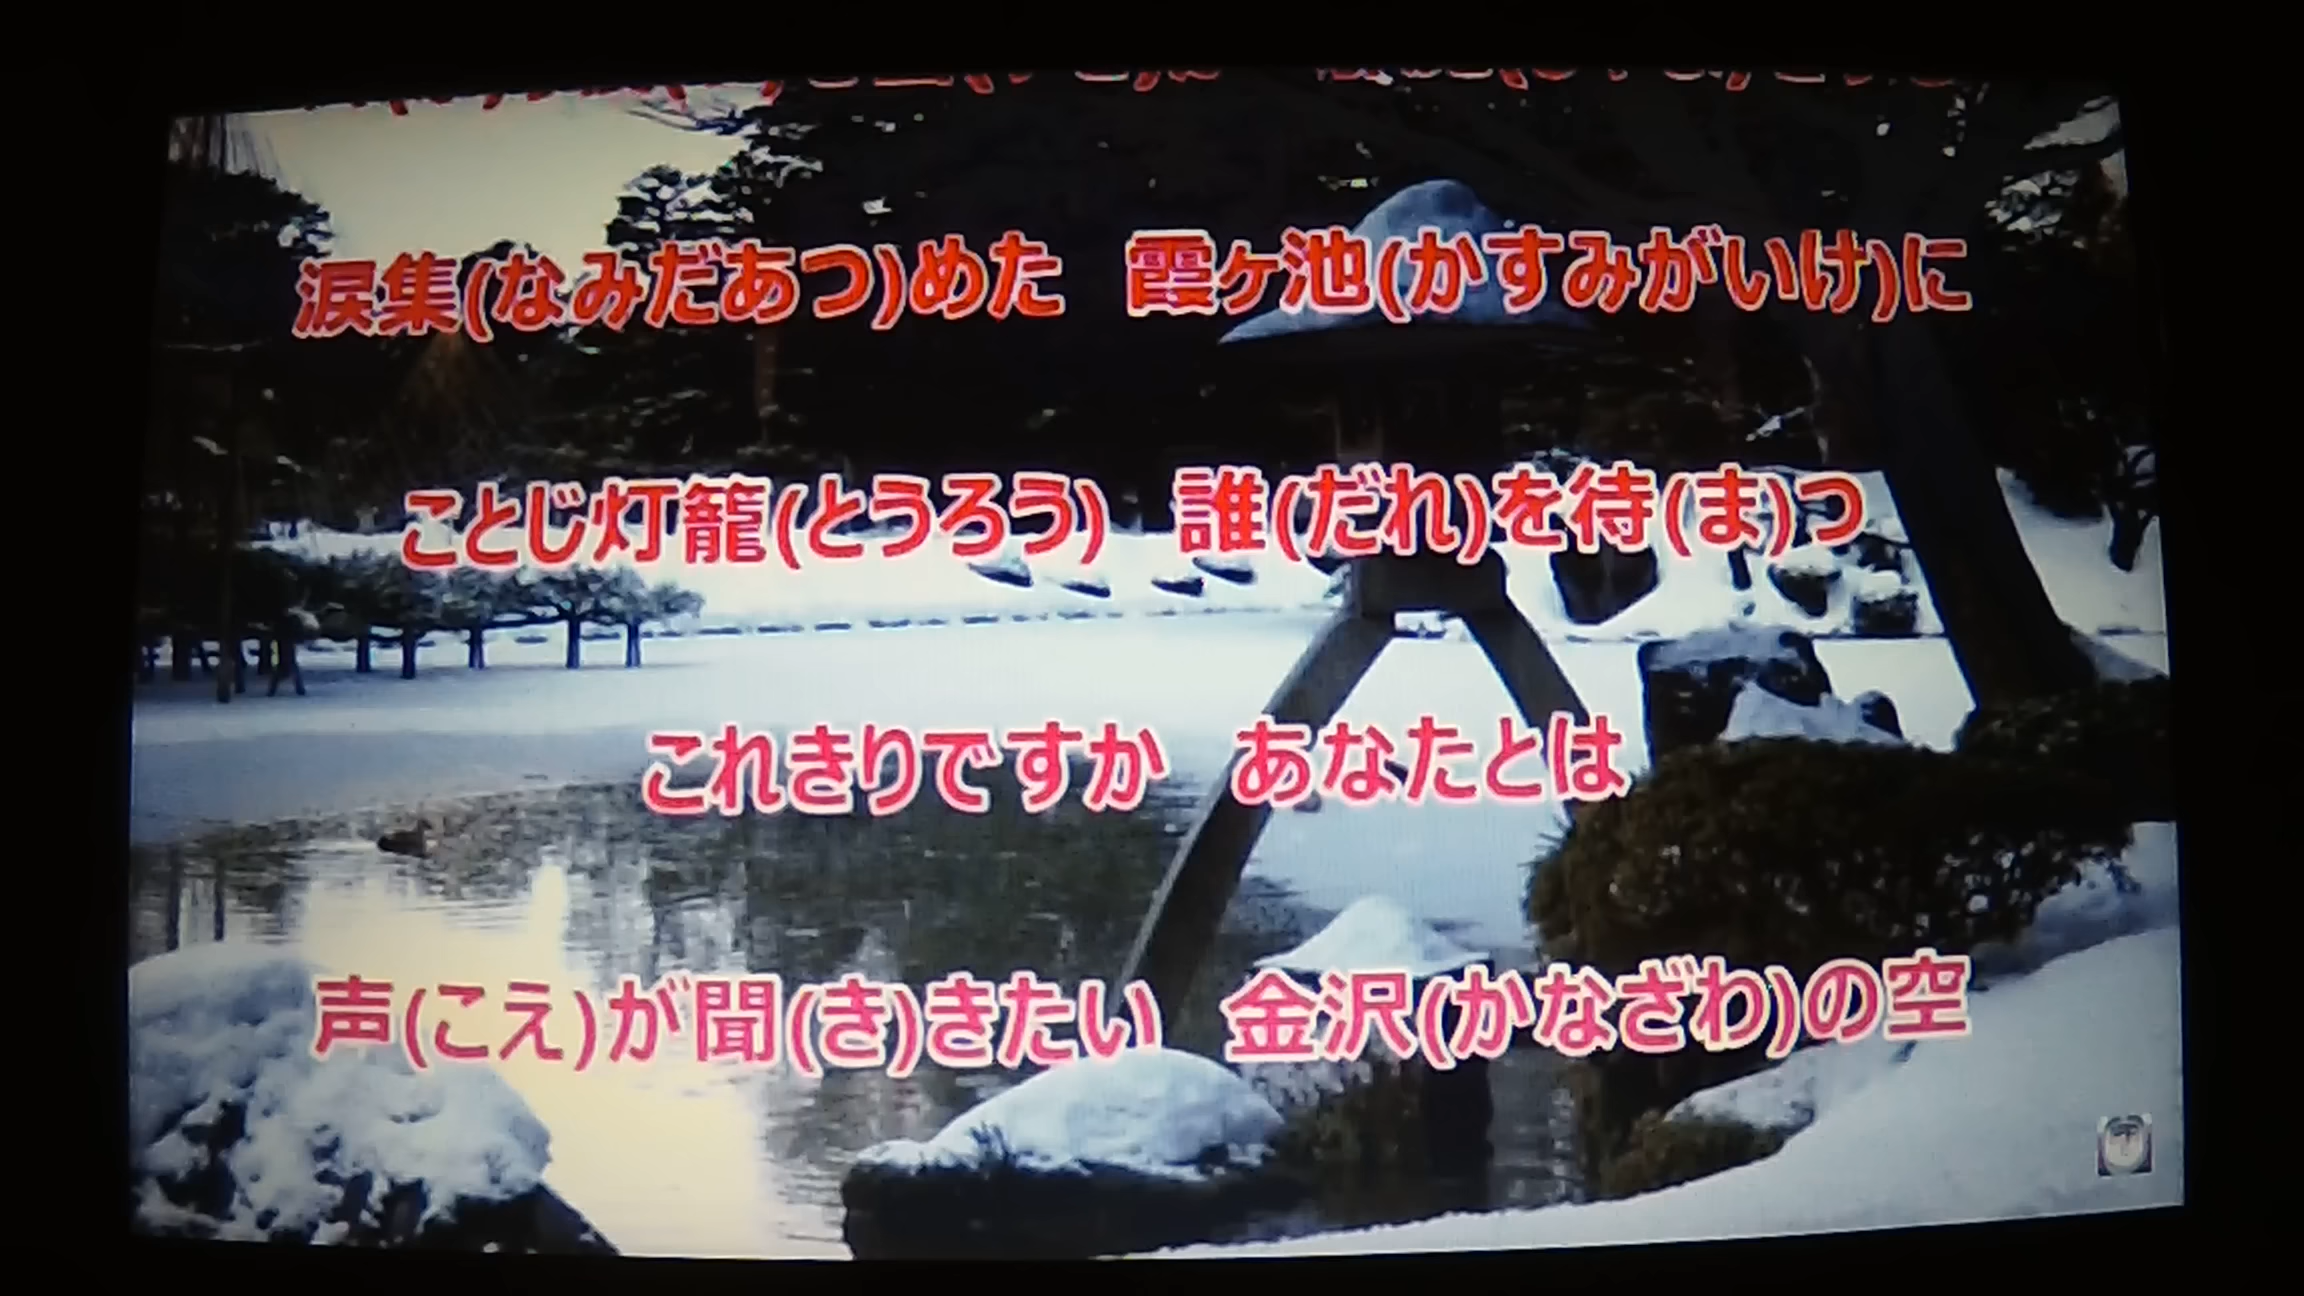 涙集(なみだあつ)めた　霞ヶ池(かすみがいけ)に
ことじ灯籠(とうろう)　誰(だれ)を待(ま)つ
これきりですか　あなたとは
声(こえ)が聞(き)きたい　金沢(かなざわ)の空